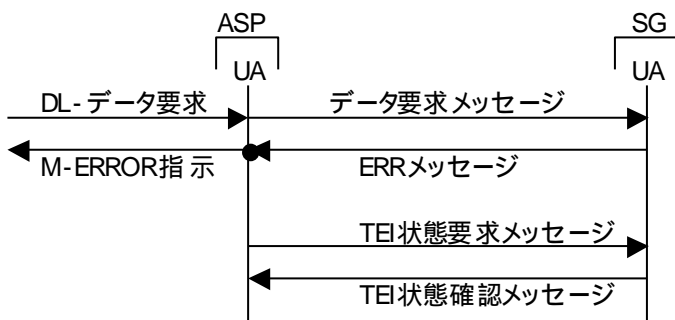 ASP SG
UA UA
DL-データ要求 データ要求メッセージ
M-ERROR指示 ERRメッセージ
TEI状態要求メッセージ
TEI状態確認メッセージ